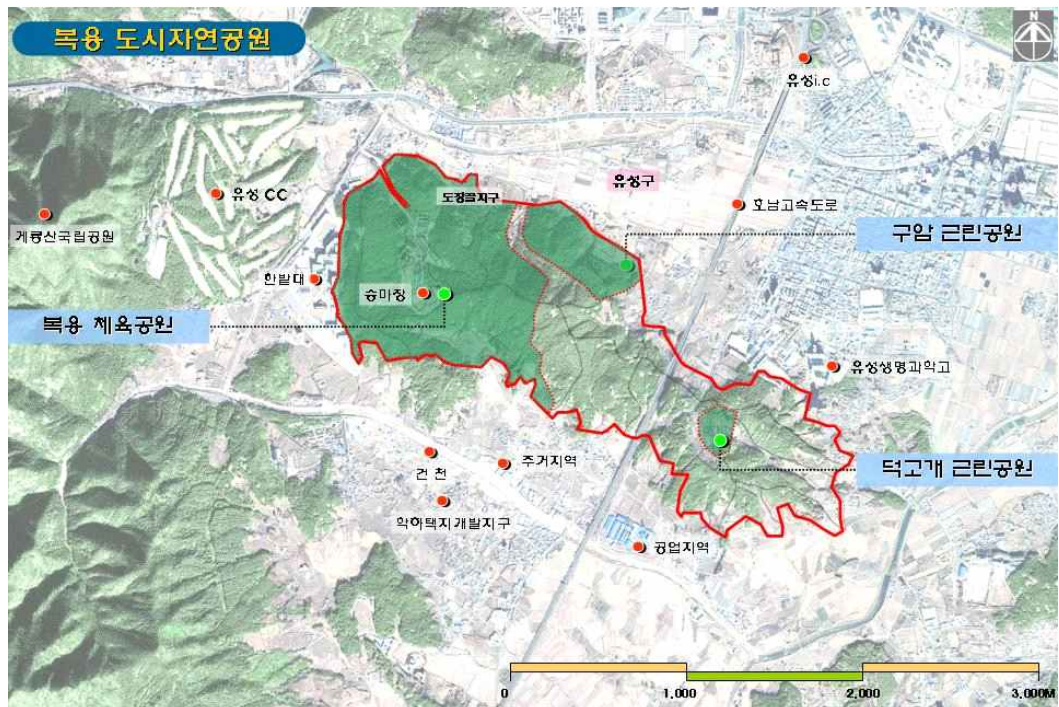 복용 도시자연공원
N
유성i.c
유성 CC
도정골지구
유성구
호남고속도로
계룡산국립공원
구암 근린공원
한밭대
승마장
복용 체육공원
유성생명과학고
건 천
주거지역
덕고개 근린공원
학하택지개발지구
공업지역
0
1,000
2,000
3,000M